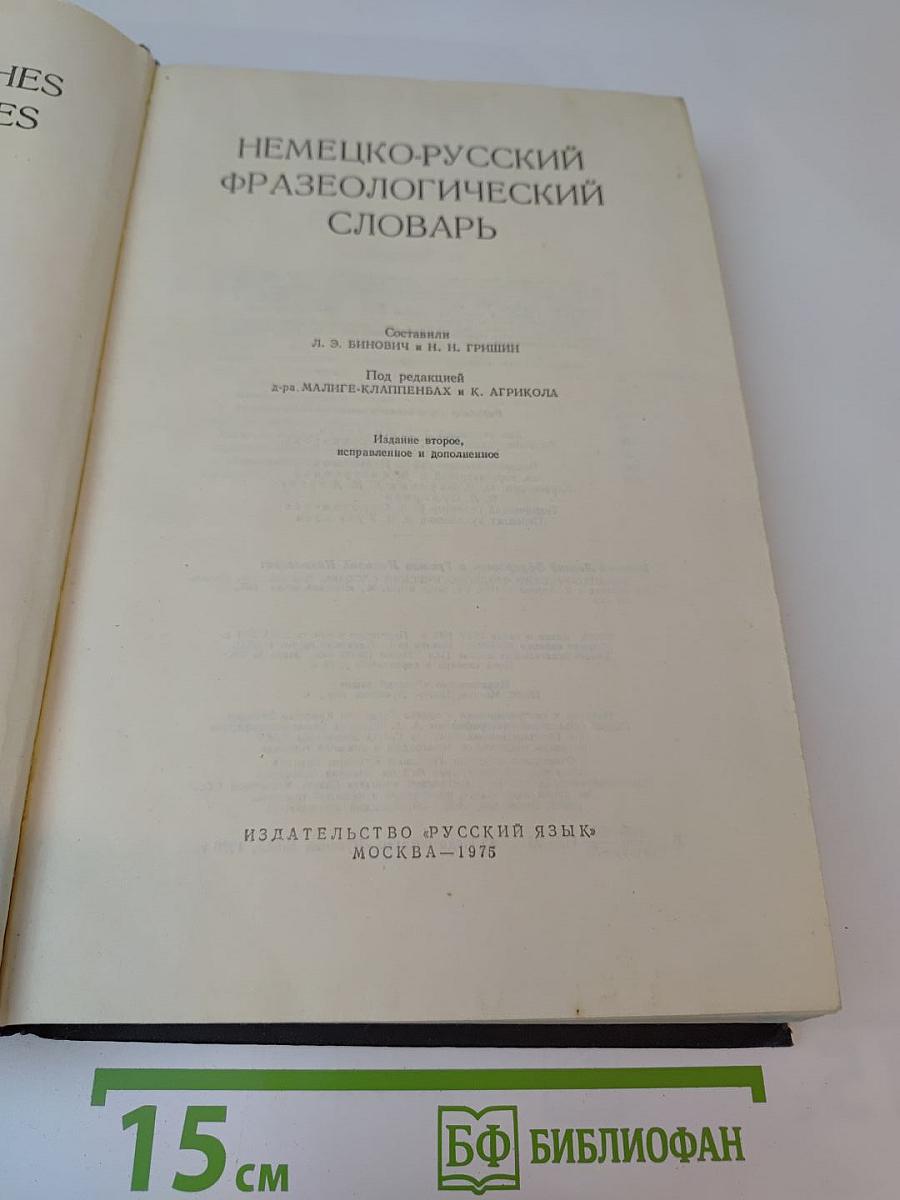 HES
ES
НЕМЕЦКО-РУССКИЙ
ФРАЗЕОЛОГИЧЕСКИЙ
СЛОВАРЬ
Составили
Л. Э. БИНОВИЧ и Н. Н. ГРИШИН
Под редакцией
д-ра. МАЛИГЕ-КЛАППЕНБАХ и К. АГРИКОЛА
Издание второе,
исправленное и дополненное
ИЗДАТЕЛЬСТВО «РУССКИЙ ЯЗЫК»
МОСКВА—1975
15 см
БФ БИБЛИОФАН